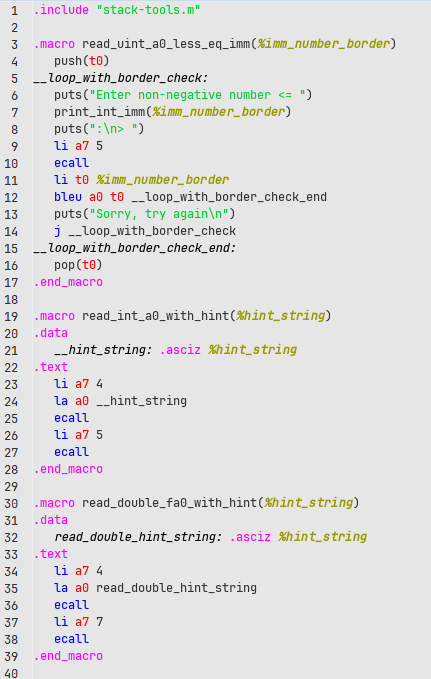 1 .include "stack-tools.m"
2
3 .macro read_uint_a0_less_eq_imm(%imm_number_border)
4 push(t0)
5 __loop_with_border_check:
6 puts("Enter non-negative number <= ")
7 print_int_imm(%imm_number_border)
8 puts(":\n> ")
9 li a7 5
10 ecall
11 li t0 %imm_number_border
12 bleu a0 t0 __loop_with_border_check_end
13 puts("Sorry, try again\n")
14 j __loop_with_border_check
15 __loop_with_border_check_end:
16 pop(t0)
17 .end_macro
18
19 .macro read_int_a0_with_hint(%hint_string)
20 .data
21 __hint_string: .asciz %hint_string
22 .text
23 li a7 4
24 la a0 __hint_string
25 ecall
26 li a7 5
27 ecall
28 .end_macro
29
30 .macro read_double_fa0_with_hint(%hint_string)
31 .data
32 read_double_hint_string: .asciz %hint_string
33 .text
34 li a7 4
35 la a0 read_double_hint_string
36 ecall
37 li a7 7
38 ecall
39 .end_macro
40